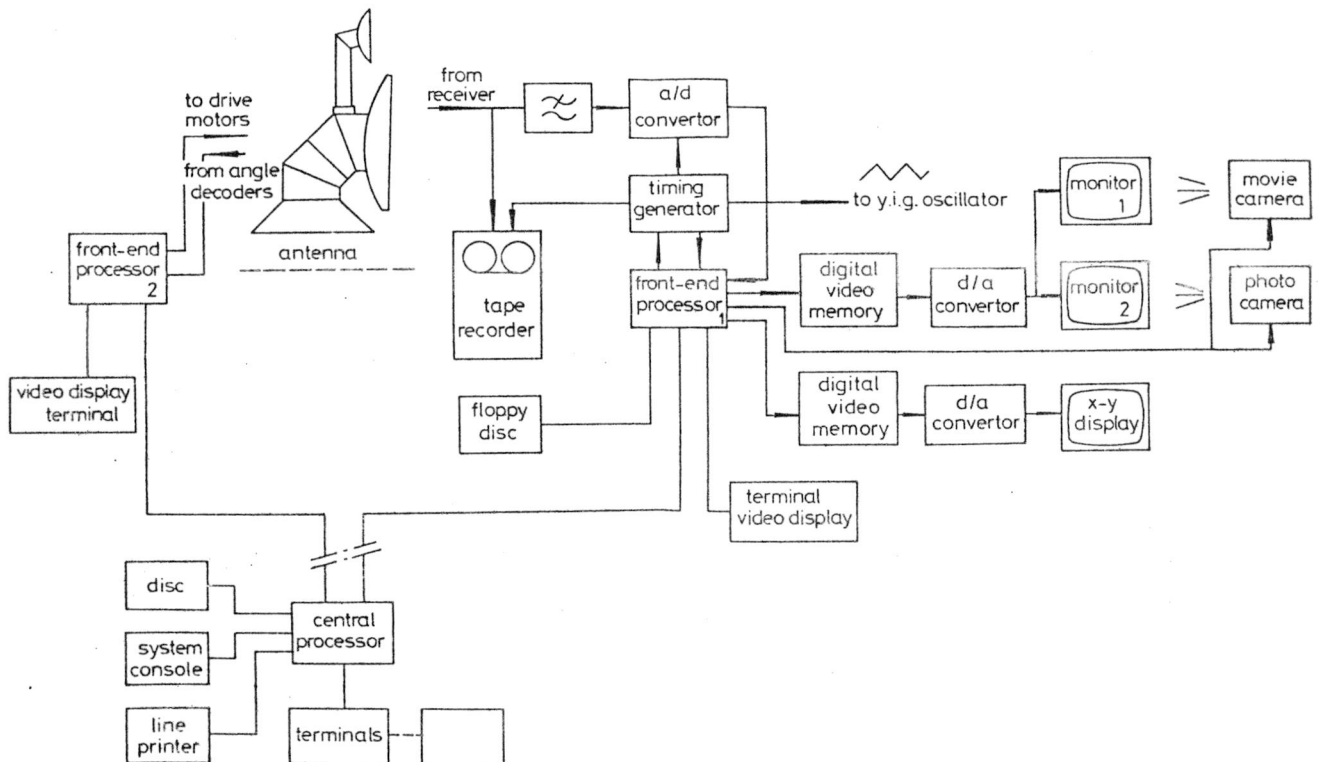 to drive
motors
from angle
decoders
antenna
front-end
processor
2
video display
terminal
from
receiver
a/d
convertor
timing
generator
to y.i.g. oscillator
tape
recorder
front-end
processor
1
floppy
disc
digital
video
memory
d/a
convertor
monitor
1
monitor
2
movie
camera
photo
camera
digital
video
memory
d/a
convertor
x-y
display
terminal
video display
disc
system
console
line
printer
central
processor
terminals